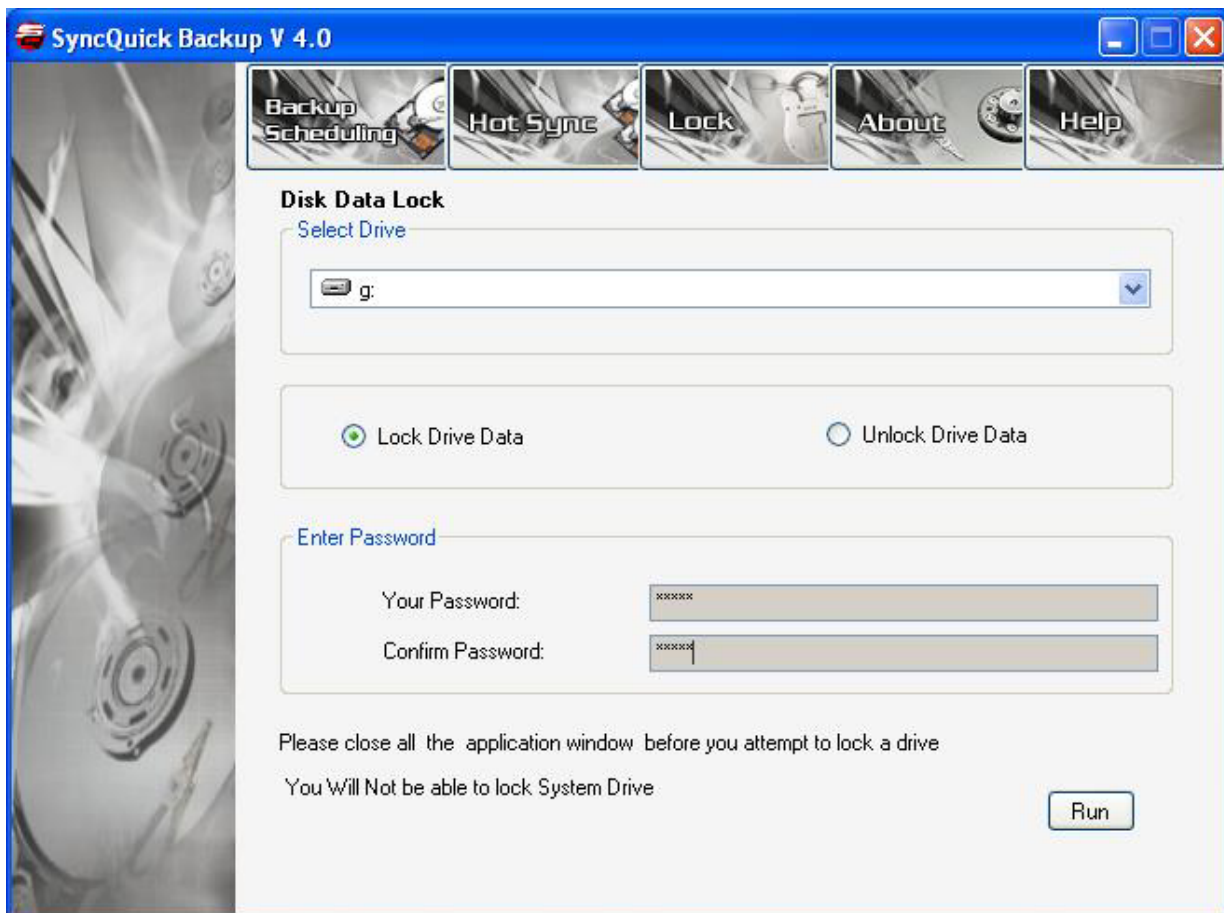 SyncQuick Backup V 4.0
Backup
Scheduling
Hot Sync
Lock
About
Help
Disk Data Lock
Select Drive
g:
Lock Drive Data
Unlock Drive Data
Enter Password
Your Password:
*****
Confirm Password:
*****
Please close all the application window before you attempt to lock a drive
You Will Not be able to lock System Drive
Run